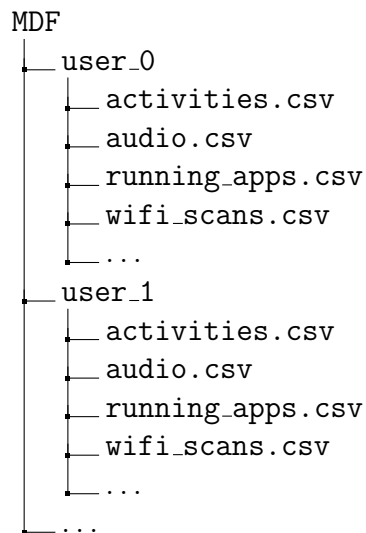 MDF
user_0
activities.csv
audio.csv
running_apps.csv
wifi_scans.csv
...
user_1
activities.csv
audio.csv
running_apps.csv
wifi_scans.csv
...
...